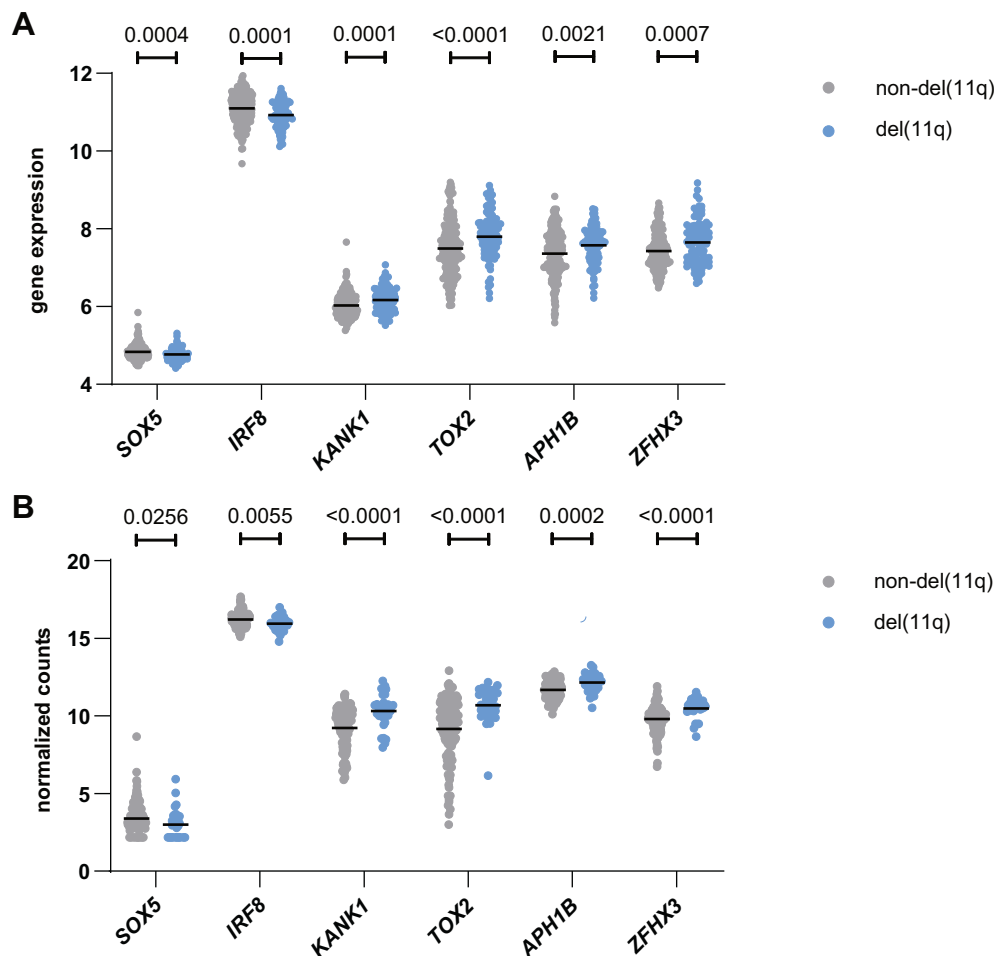 A
0.0004 0.0001 0.0001 <0.0001 0.0021 0.0007
12
10
8
6
4
gene expression
non-del(11q)
del(11q)
SOX5 IRF8 KANK1 TOX2 APH1B ZFHX3
B
0.0256 0.0055 <0.0001 <0.0001 0.0002 <0.0001
20
15
10
5
0
normalized counts
non-del(11q)
del(11q)
SOX5 IRF8 KANK1 TOX2 APH1B ZFHX3